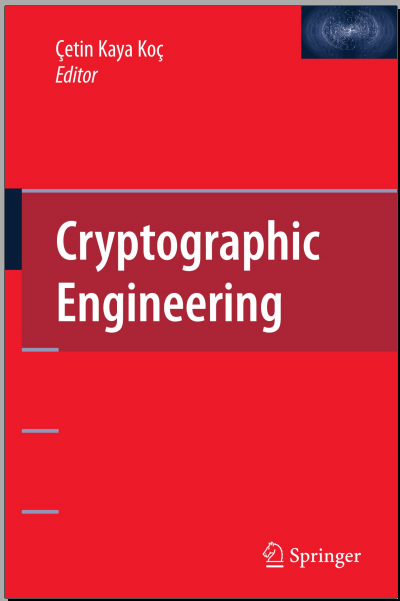 Çetin Kaya Koç
Editor
Cryptographic
Engineering
Springer